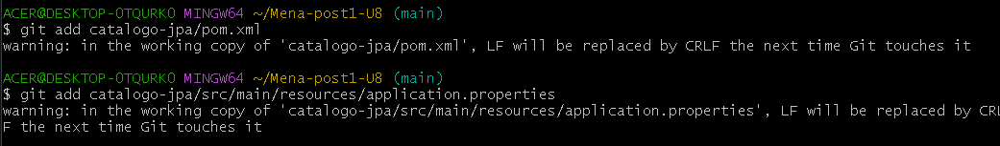 ACER@DESKTOP-OTQURKO MINGW64 ~/Mena-post1-U8 (main)
$ git add catalogo-jpa/pom.xml
warning: in the working copy of 'catalogo-jpa/pom.xml', LF will be replaced by CRLF the next time Git touches it
ACER@DESKTOP-OTQURKO MINGW64 ~/Mena-post1-U8 (main)
$ git add catalogo-jpa/src/main/resources/application.properties
warning: in the working copy of 'catalogo-jpa/src/main/resources/application.properties', LF will be replaced by CRL
F the next time Git touches it